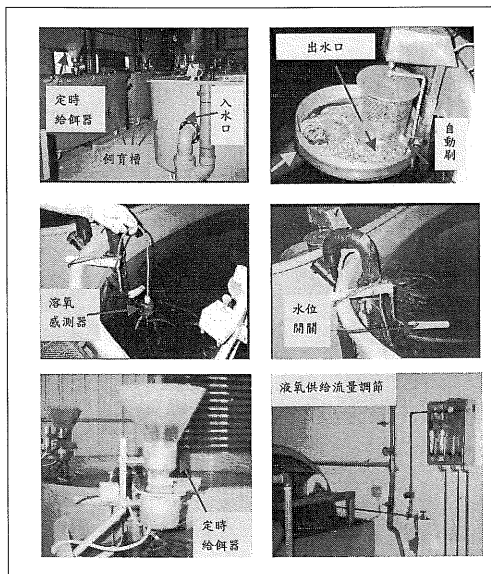 定時
給餌器
飼育槽
入
水
口
出水口
自
動
刷
溶氧
感測器
水位
開關
定時
給餌器
液氧供給流量調節